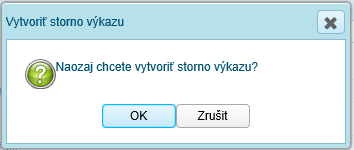 Vytvoriť storno výkazu
Naozaj chcete vytvoriť storno výkazu?
OK
Zrušit